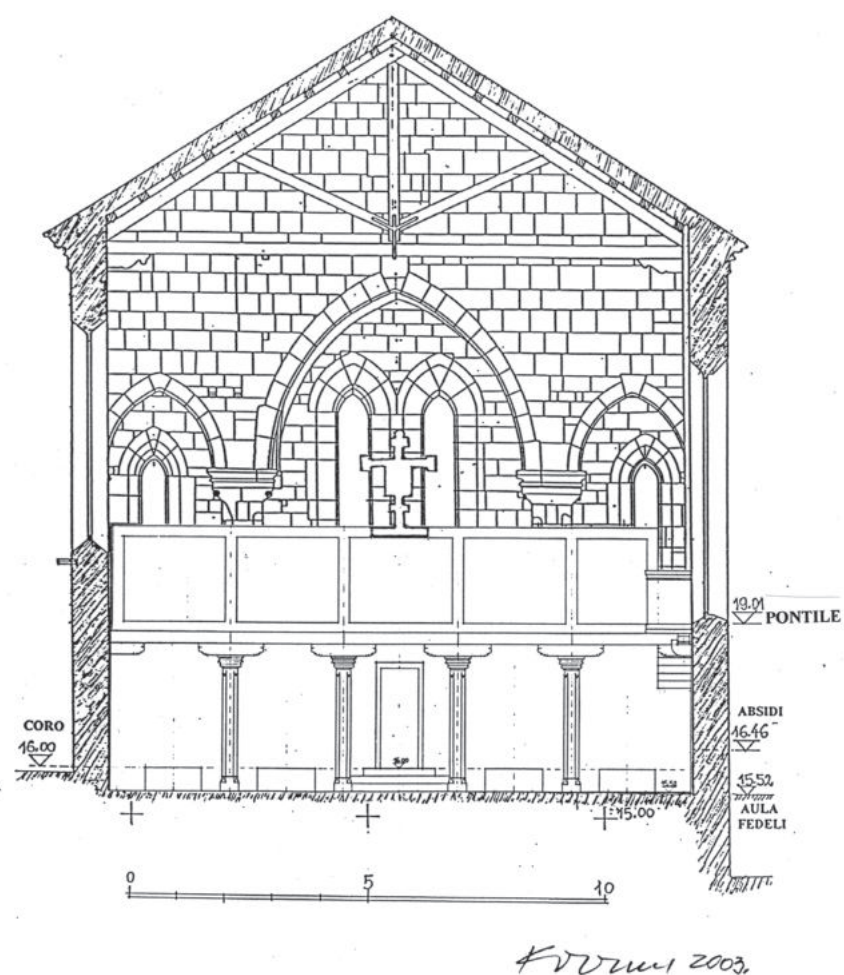 19.01
PONTILE
CORO
16.00
ABSIDI
16.46
15.52
AULA
FEDELI
15.00
0 5 10
2003.